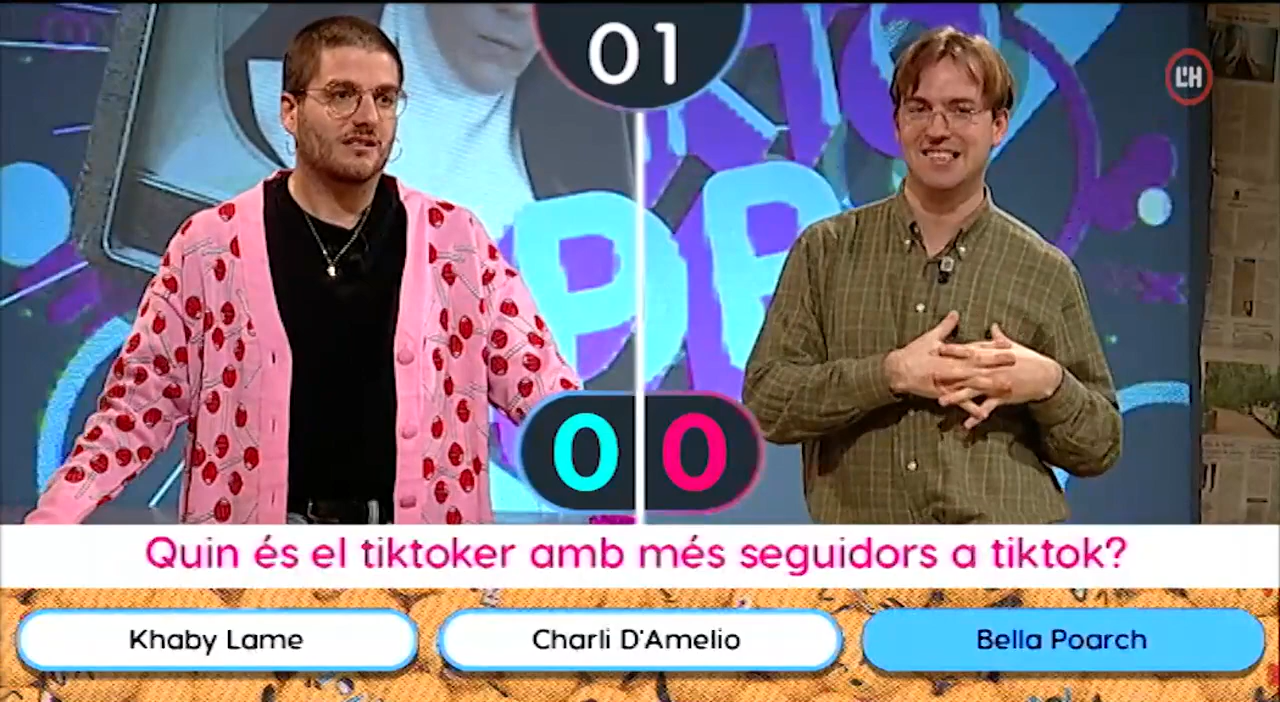 01
L'H
0 0
Quin és el tiktoker amb més seguidors a tiktok?
Khaby Lame
Charli D'Amelio
Bella Poarch